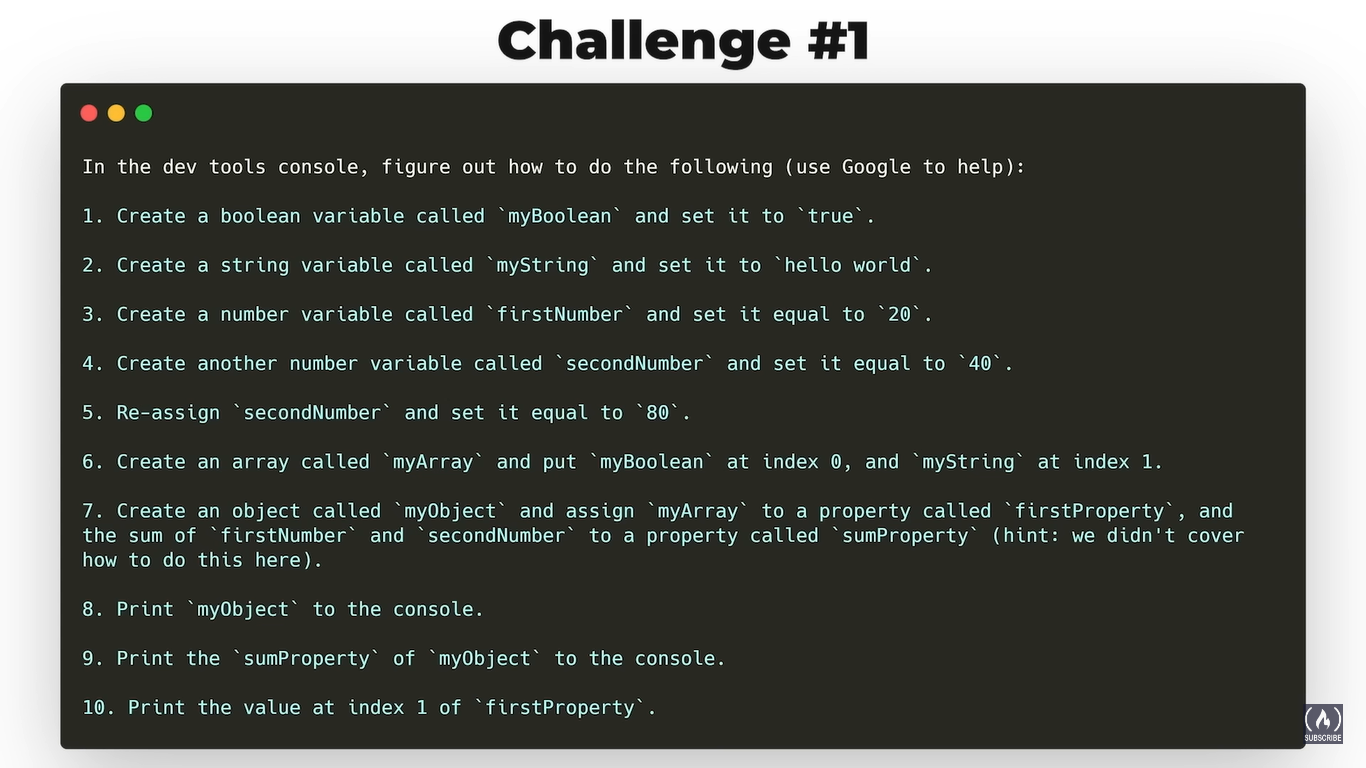 Challenge #1
In the dev tools console, figure out how to do the following (use Google to help):
1. Create a boolean variable called `myBoolean` and set it to `true`.
2. Create a string variable called `myString` and set it to `hello world`.
3. Create a number variable called `firstNumber` and set it equal to `20`.
4. Create another number variable called `secondNumber` and set it equal to `40`.
5. Re-assign `secondNumber` and set it equal to `80`.
6. Create an array called `myArray` and put `myBoolean` at index 0, and `myString` at index 1.
7. Create an object called `myObject` and assign `myArray` to a property called `firstProperty`, and
the sum of `firstNumber` and `secondNumber` to a property called `sumProperty` (hint: we didn't cover
how to do this here).
8. Print `myObject` to the console.
9. Print the `sumProperty` of `myObject` to the console.
10. Print the value at index 1 of `firstProperty`.
SUBSCRIBE